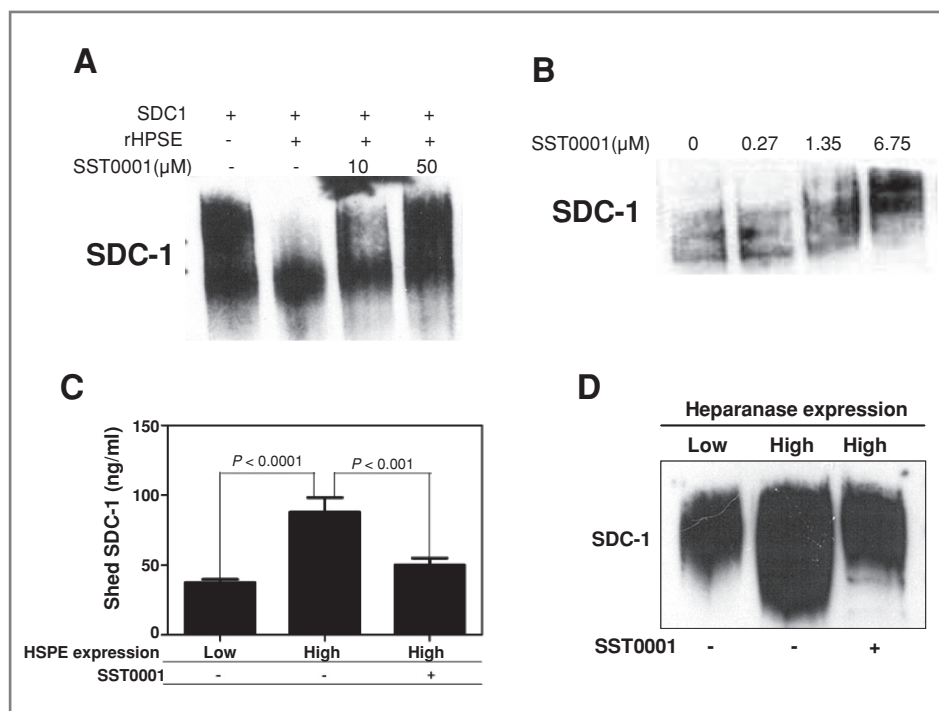 A
SDC1 + + + +
rHPSE - + + +
SST0001(µM) - - 10 50
SDC-1
B
SST0001(µM) 0 0.27 1.35 6.75
SDC-1
C
150
100
50
0
Shed SDC-1 (ng/ml)
P < 0.0001
P < 0.001
HSPE expression Low High High
SST0001 - - +
D
Heparanase expression
Low High High
SDC-1
SST0001 - - +